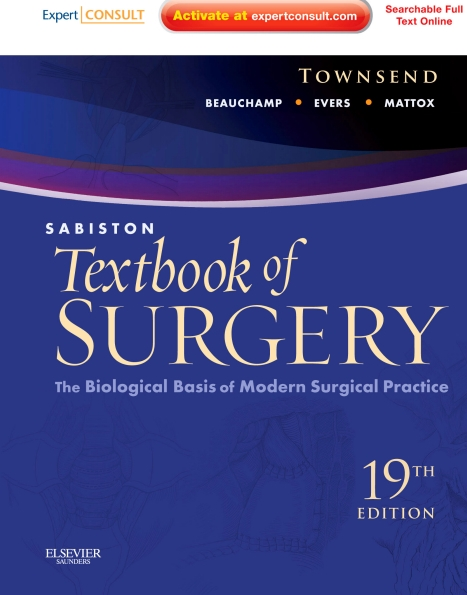 Expert CONSULT
Activate at expertconsult.com
Searchable Full
Text Online
TOWNSEND
BEAUCHAMP • EVERS • MATTOX
SABISTON
Textbook of
SURGERY
The Biological Basis of Modern Surgical Practice
19TH
EDITION
ELSEVIER
SAUNDERS